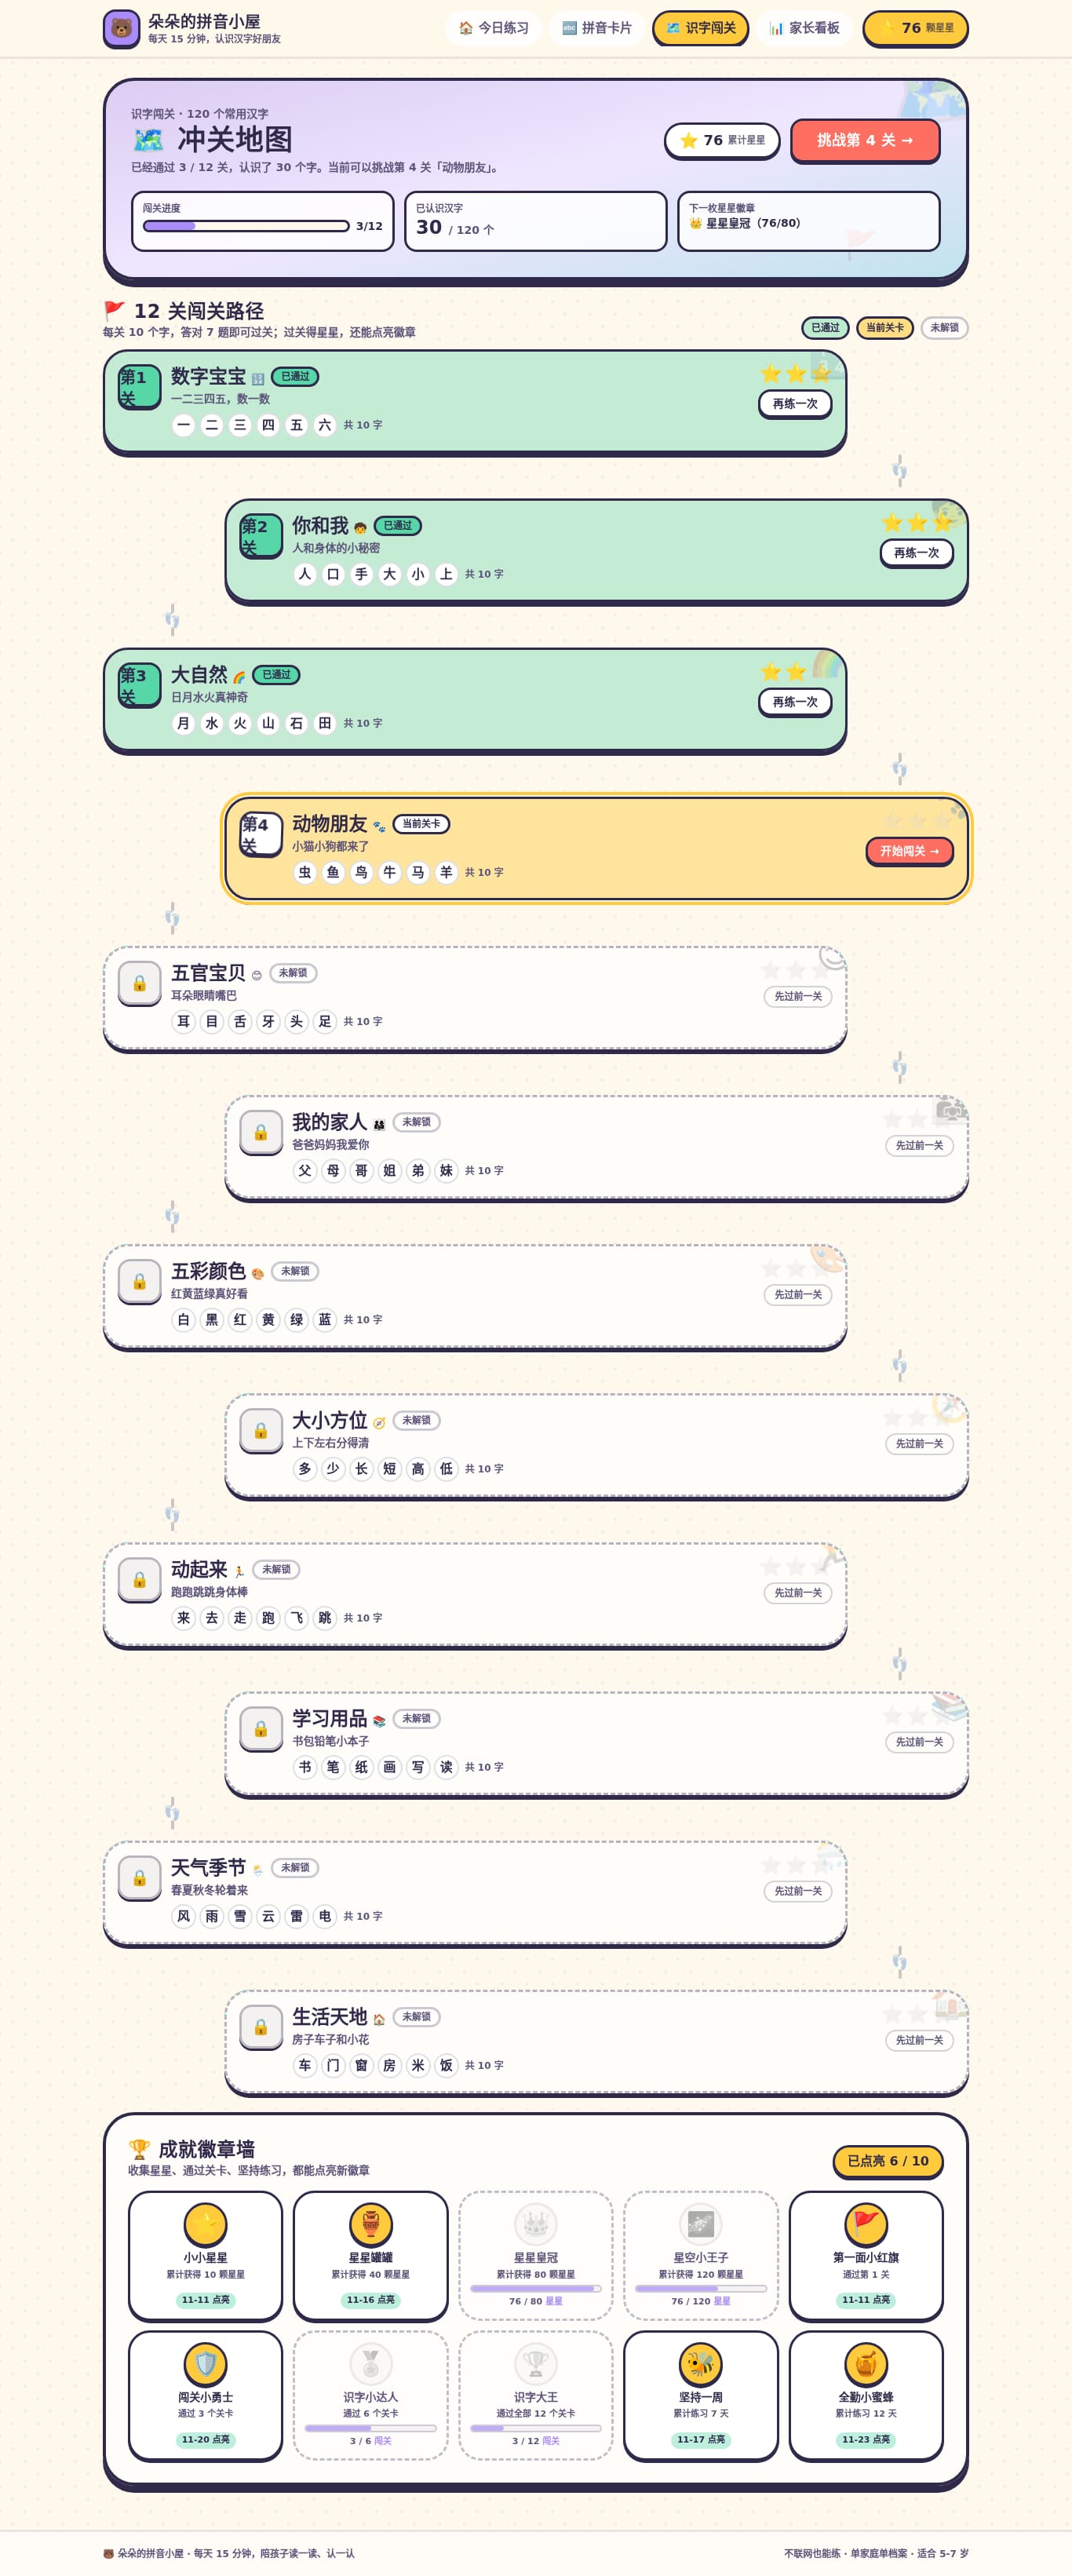 朵朵的拼音小屋
每天 15 分钟，认识汉字好朋友
今日练习
拼音卡片
识字闯关
家长看板
76 颗星星
识字闯关 · 120 个常用汉字
冲关地图
已经通过 3 / 12 关，认识了 30 个字。当前可以挑战第 4 关「动物朋友」。
76 累计星星
挑战第 4 关 →
闯关进度
3/12
已认识汉字
30 / 120 个
下一枚星星徽章
星星皇冠（76/80）
12 关闯关路径
每关 10 个字，答对 7 题即可过关；过关得星星，还能点亮徽章
已通过
当前关卡
未解锁
第1
关
数字宝宝 已通过
一二三四五，数一数
一 二 三 四 五 六 共 10 字
再练一次
第2
关
你和我 已通过
人和身体的小秘密
人 口 手 大 小 上 共 10 字
再练一次
第3
关
大自然 已通过
日月水火真神奇
月 水 火 山 石 田 共 10 字
再练一次
第4
关
动物朋友 当前关卡
小猫小狗都来了
虫 鱼 鸟 牛 马 羊 共 10 字
开始闯关 →
五官宝贝 未解锁
耳朵眼睛嘴巴
耳 目 舌 牙 头 足 共 10 字
先过前一关
我的家人 未解锁
爸爸妈妈我爱你
父 母 哥 姐 弟 妹 共 10 字
先过前一关
五彩颜色 未解锁
红黄蓝绿真好看
白 黑 红 黄 绿 蓝 共 10 字
先过前一关
大小方位 未解锁
上下左右分得清
多 少 长 短 高 低 共 10 字
先过前一关
动起来 未解锁
跑跑跳跳身体棒
来 去 走 跑 飞 跳 共 10 字
先过前一关
学习用品 未解锁
书包铅笔小本子
书 笔 纸 画 写 读 共 10 字
先过前一关
天气季节 未解锁
春夏秋冬轮着来
风 雨 雪 云 雷 电 共 10 字
先过前一关
生活天地 未解锁
房子车子和小花
车 门 窗 房 米 饭 共 10 字
先过前一关
成就徽章墙
收集星星、通过关卡、坚持练习，都能点亮新徽章
已点亮 6 / 10
小小星星
累计获得 10 颗星星
11-11 点亮
星星罐罐
累计获得 40 颗星星
11-16 点亮
星星皇冠
累计获得 80 颗星星
76 / 80 星星
星空小王子
累计获得 120 颗星星
76 / 120 星星
第一面小红旗
通过第 1 关
11-11 点亮
闯关小勇士
通过 3 个关卡
11-20 点亮
识字小达人
通过 6 个关卡
3 / 6 闯关
识字大王
通过全部 12 个关卡
3 / 12 闯关
坚持一周
累计练习 7 天
11-17 点亮
全勤小蜜蜂
累计练习 12 天
11-23 点亮
朵朵的拼音小屋 · 每天 15 分钟，陪孩子读一读、认一认
不联网也能练 · 单家庭单档案 · 适合 5-7 岁